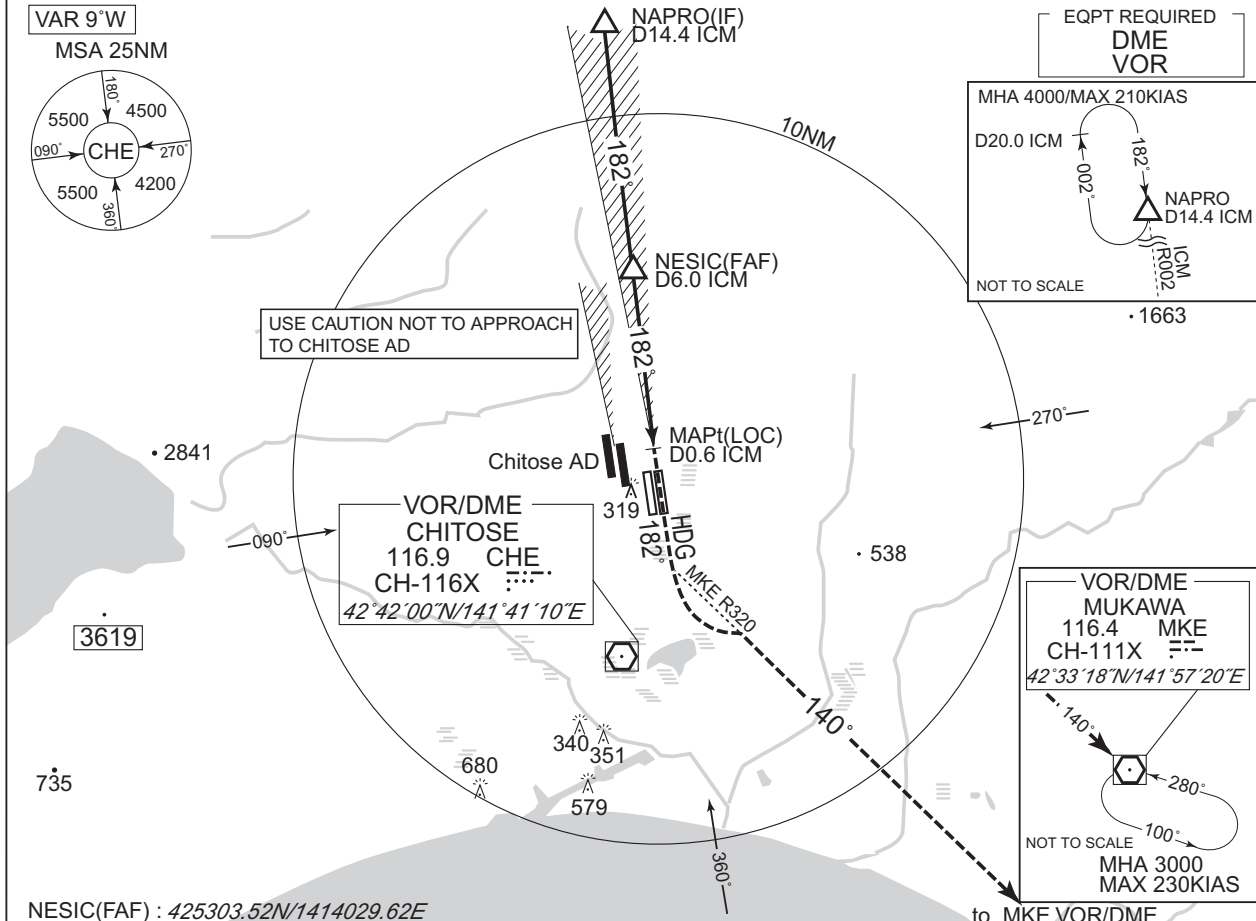 VAR 9°W
MSA 25NM
180°
5500
4500
090°
CHE
270°
5500
4200
360°
NAPRO(IF)
D14.4 ICM
EQPT REQUIRED
DME
VOR
MHA 4000/MAX 210KIAS
D20.0 ICM
182°
002°
NAPRO
D14.4 ICM
ICM
R002
NOT TO SCALE
10NM
182°
NESIC(FAF)
D6.0 ICM
1663
USE CAUTION NOT TO APPROACH
TO CHITOSE AD
182°
270°
MAPt(LOC)
D0.6 ICM
2841
Chitose AD
319
HDG
182°
090°
VOR/DME
CHITOSE
116.9 CHE
CH-116X
42°42´00˝N/141°41´10˝E
538
MKE R320
3619
VOR/DME
MUKAWA
116.4 MKE
CH-111X
42°33´18˝N/141°57´20˝E
140°
140°
280°
100°
NOT TO SCALE
MHA 3000
MAX 230KIAS
340
351
680
579
735
360°
NESIC(FAF) : 425303.52N/1414029.62E
to MKE VOR/DME